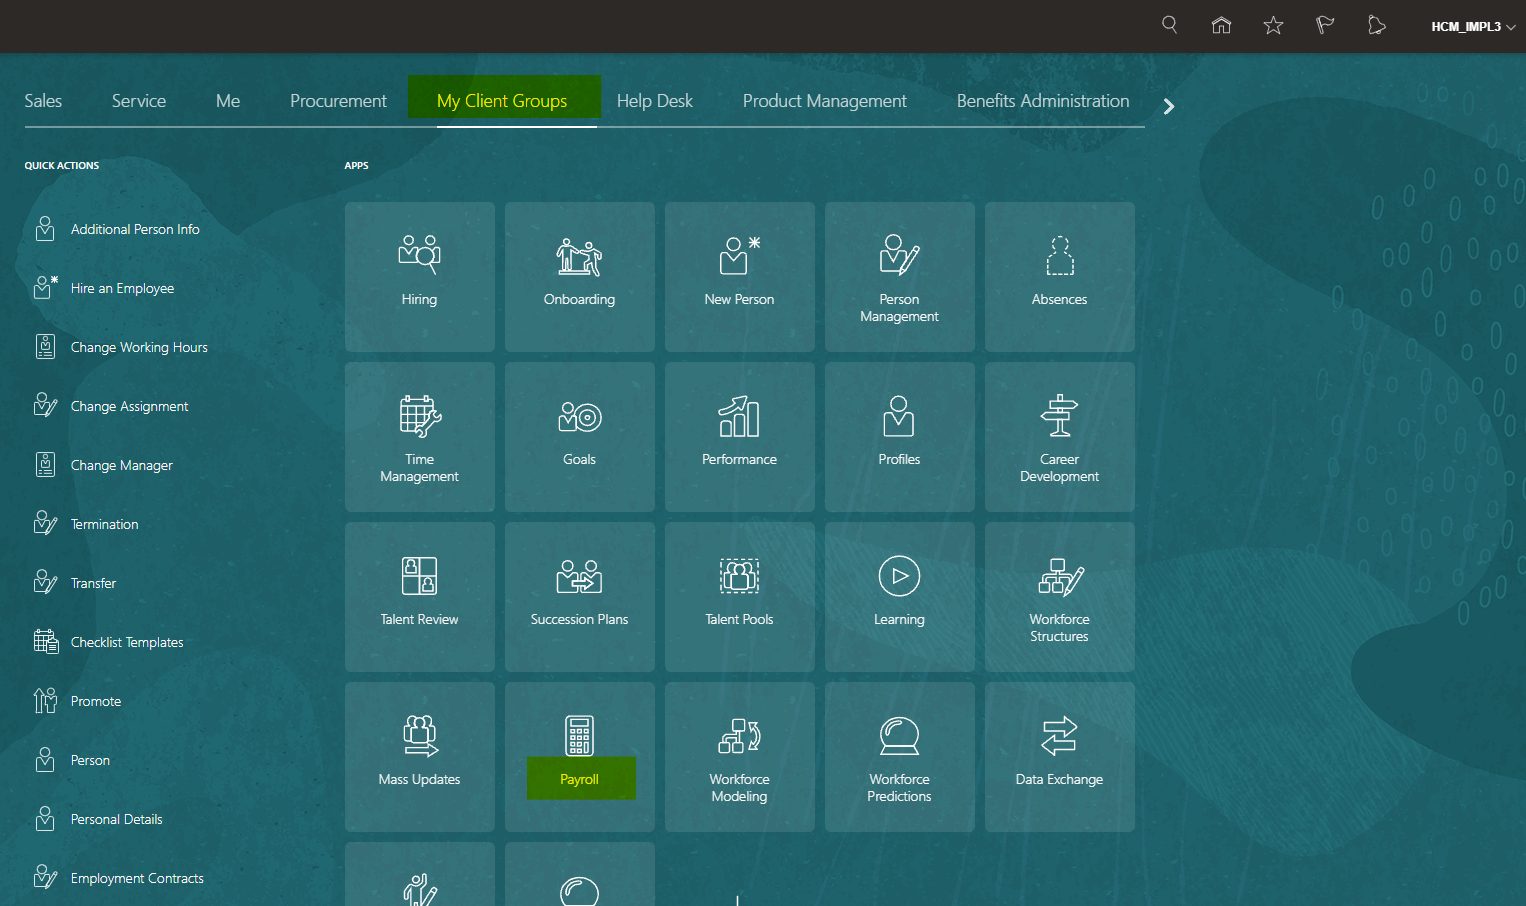 HCM_IMPL3
Sales
Service
Me
Procurement
My Client Groups
Help Desk
Product Management
Benefits Administration
QUICK ACTIONS
Additional Person Info
Hire an Employee
Change Working Hours
Change Assignment
Change Manager
Termination
Transfer
Checklist Templates
Promote
Person
Personal Details
Employment Contracts
APPS
Hiring
Onboarding
New Person
Person
Management
Absences
Time
Management
Goals
Performance
Profiles
Career
Development
Talent Review
Succession Plans
Talent Pools
Learning
Workforce
Structures
Mass Updates
Payroll
Workforce
Modeling
Workforce
Predictions
Data Exchange